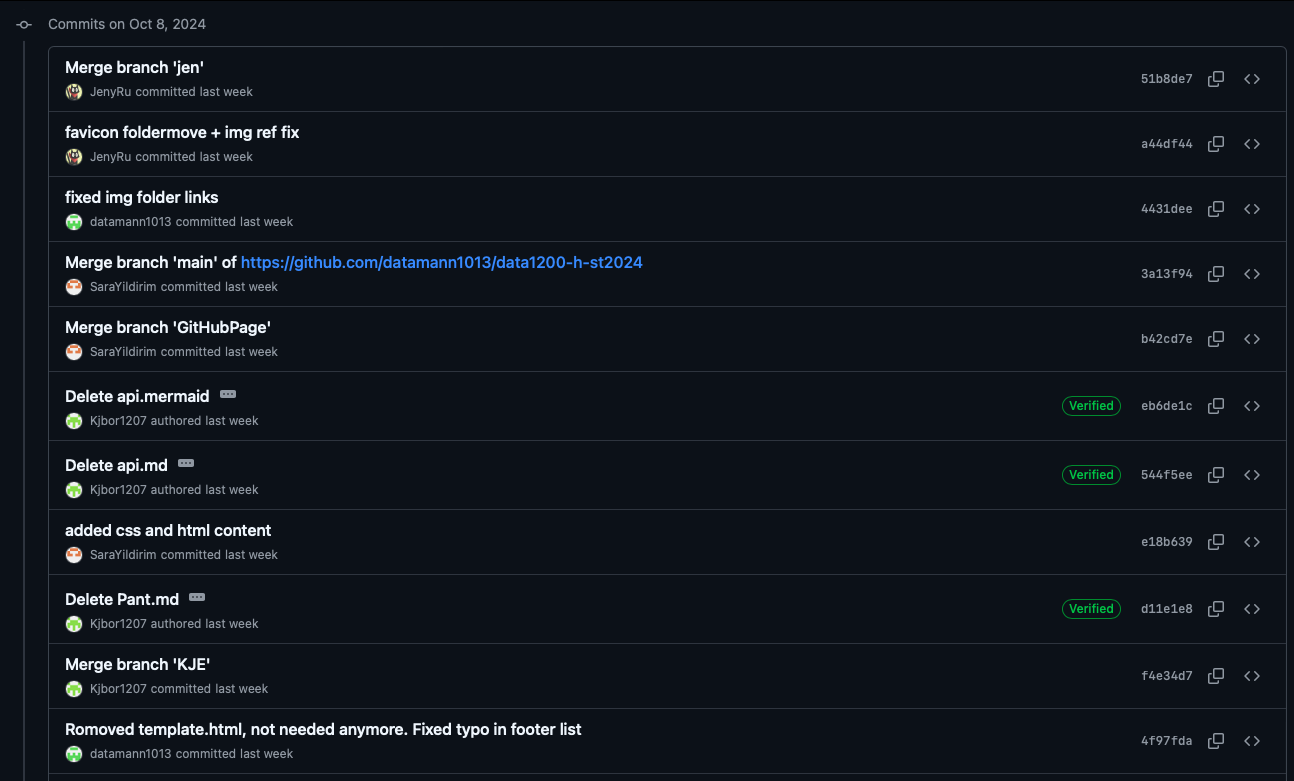 Commits on Oct 8, 2024
Merge branch 'jen'
JenyRu committed last week
51b8de7
favicon foldermove + img ref fix
JenyRu committed last week
a44df44
fixed img folder links
datamann1013 committed last week
4431dee
Merge branch 'main' of https://github.com/datamann1013/data1200-h-st2024
SaraYildirim committed last week
3a13f94
Merge branch 'GitHubPage'
SaraYildirim committed last week
b42cd7e
Delete api.mermaid
Kjbor1207 authored last week
Verified eb6de1c
Delete api.md
Kjbor1207 authored last week
Verified 544f5ee
added css and html content
SaraYildirim committed last week
e18b639
Delete Pant.md
Kjbor1207 authored last week
Verified d11e1e8
Merge branch 'KJE'
Kjbor1207 committed last week
f4e34d7
Romoved template.html, not needed anymore. Fixed typo in footer list
datamann1013 committed last week
4f97fda